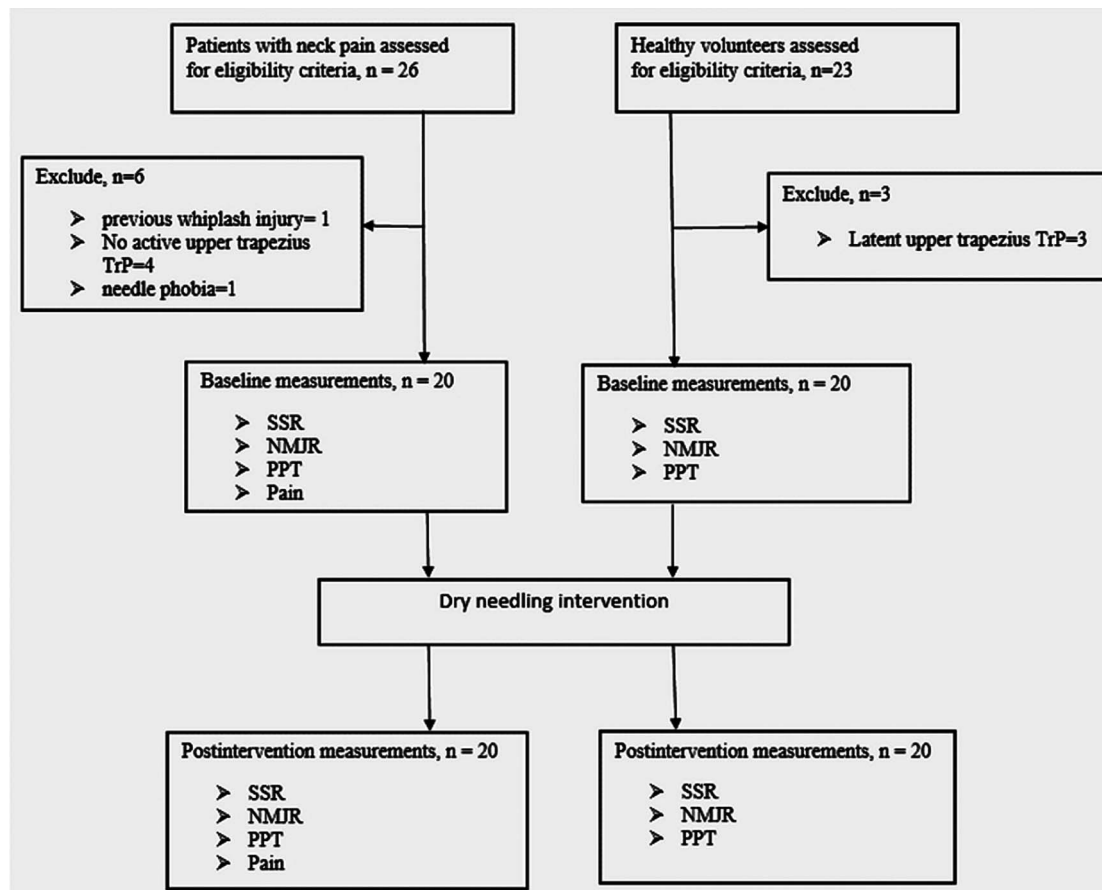 Patients with neck pain assessed
for eligibility criteria, n = 26
Healthy volunteers assessed
for eligibility criteria, n=23
Exclude, n=6
➢ previous whiplash injury= 1
➢ No active upper trapezius
TrP=4
➢ needle phobia=1
Exclude, n=3
➢ Latent upper trapezius TrP=3
Baseline measurements, n = 20
➢ SSR
➢ NMJR
➢ PPT
➢ Pain
Baseline measurements, n = 20
➢ SSR
➢ NMJR
➢ PPT
Dry needling intervention
Postintervention measurements, n = 20
➢ SSR
➢ NMJR
➢ PPT
➢ Pain
Postintervention measurements, n = 20
➢ SSR
➢ NMJR
➢ PPT